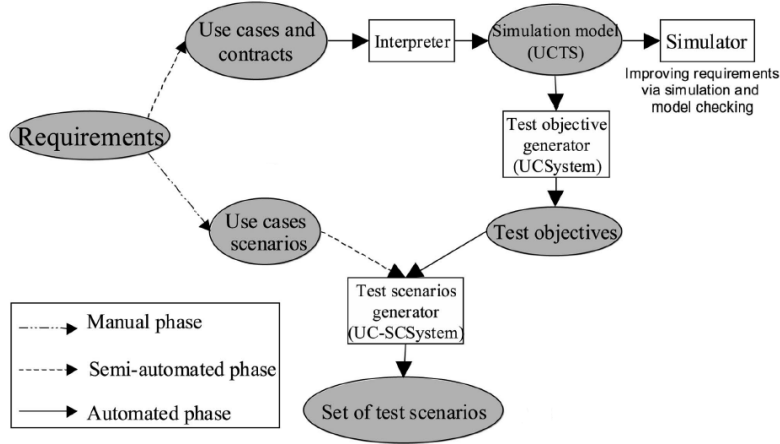 Use cases and
contracts
Interpreter
Simulation model
(UCTS)
Simulator
Improving requirements
via simulation and
model checking
Requirements
Test objective
generator
(UCSystem)
Use cases
scenarios
Test objectives
Test scenarios
generator
(UC-SCSystem)
Set of test scenarios
Manual phase
Semi-automated phase
Automated phase